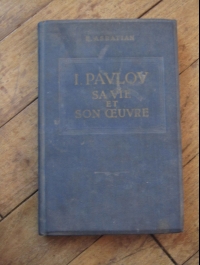 I. PAVLOV
SA VIE
ET
SON ŒUVRE